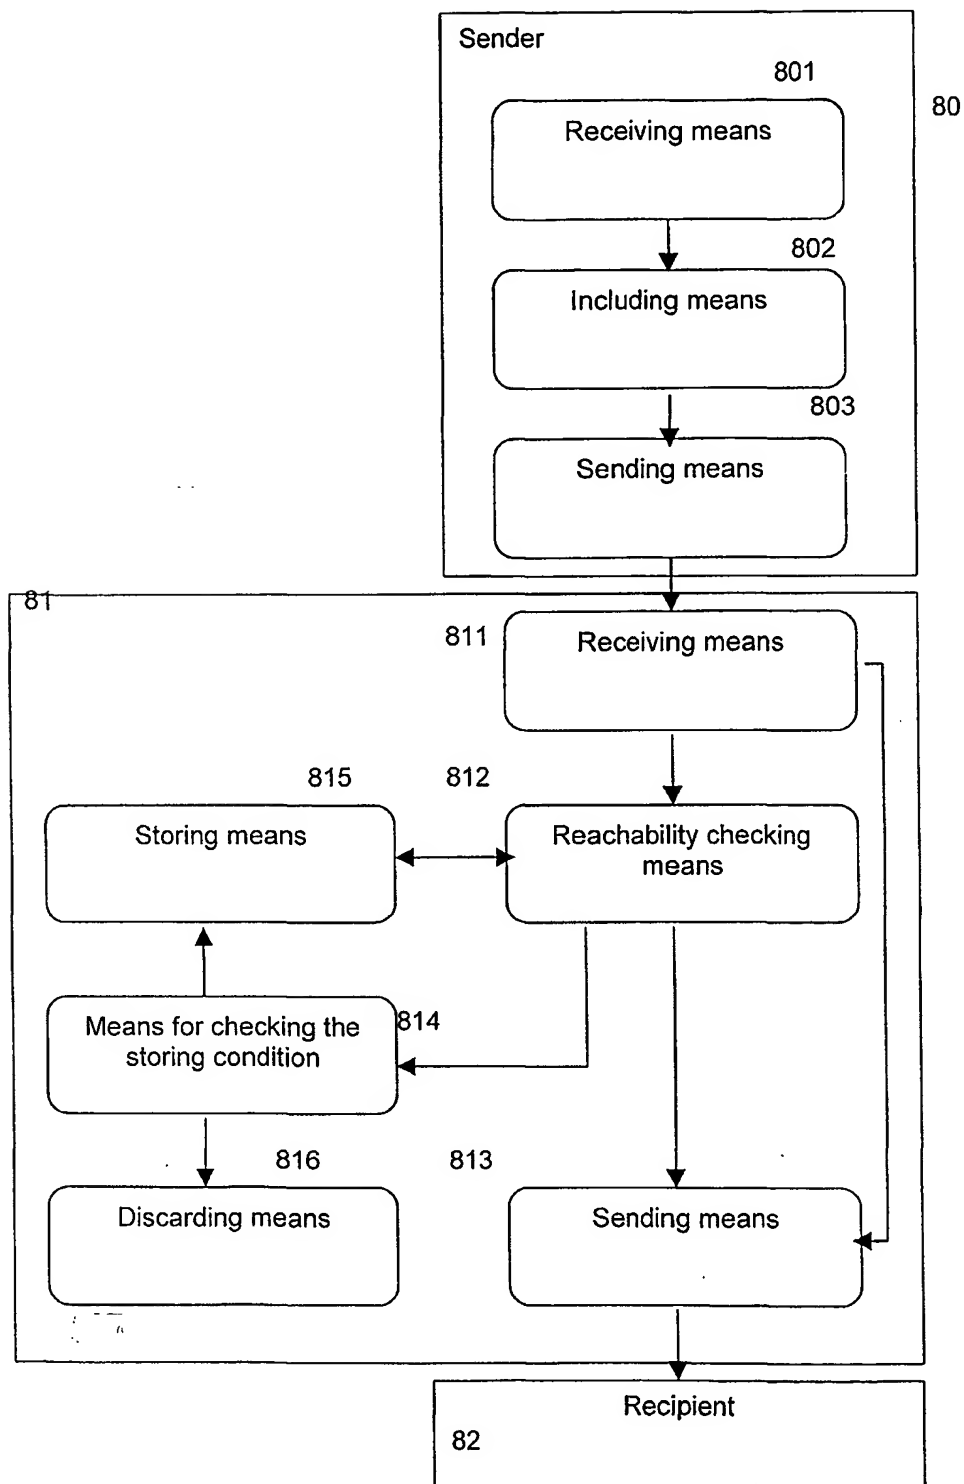 Sender
801
80
Receiving means
802
Including means
803
Sending means
81
811
Receiving means
815
812
Storing means
Reachability checking
means
Means for checking the
storing condition
814
816
813
Discarding means
Sending means
Recipient
82